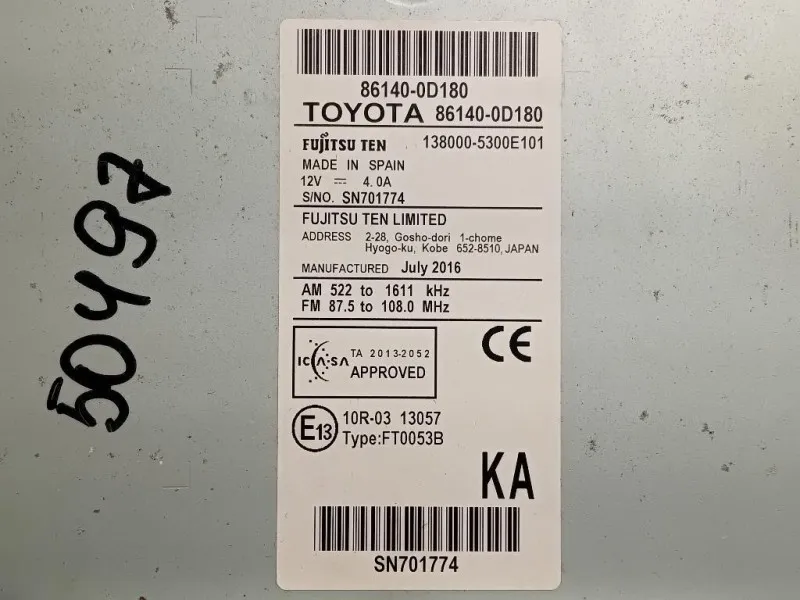 50497
86140-0D180
TOYOTA 86140-0D180
FUJITSU TEN 138000-5300E101
MADE IN SPAIN
12V ⎓ 4.0A
S/NO. SN701774
FUJITSU TEN LIMITED
ADDRESS 2-28, Gosho-dori 1-chome
Hyogo-ku, Kobe 652-8510, JAPAN
MANUFACTURED July 2016
AM 522 to 1611 kHz
FM 87.5 to 108.0 MHz
ICASA TA 2013-2052
APPROVED
CE
E13 10R-03 13057
Type:FT0053B
KA
SN701774